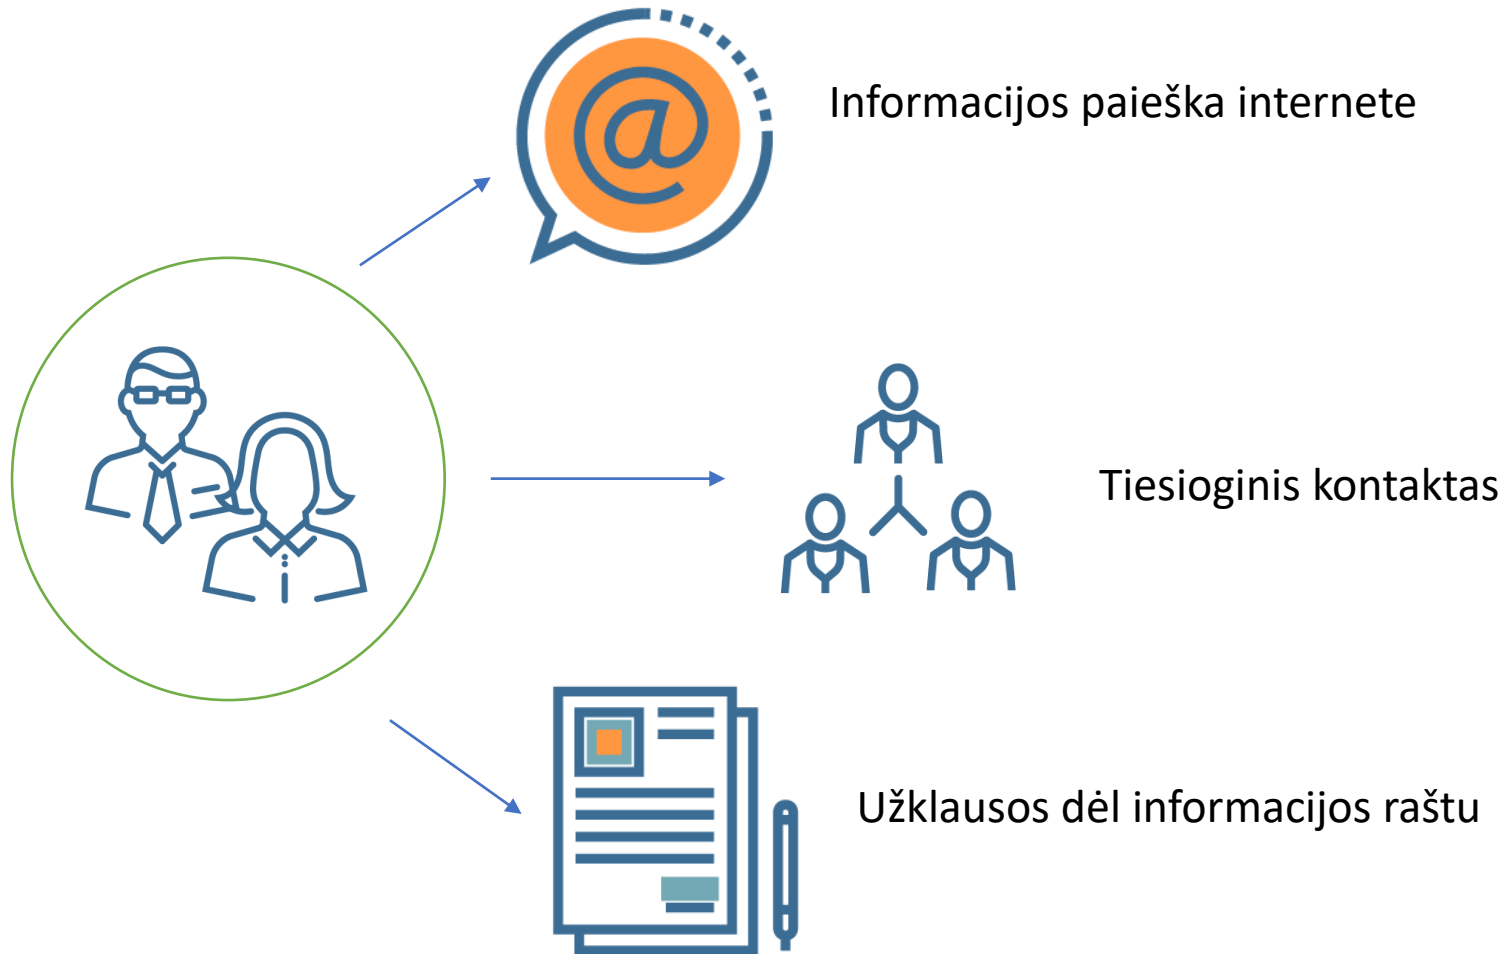 Informacijos paieška internete
Tiesioginis kontaktas
Užklausos dėl informacijos raštu